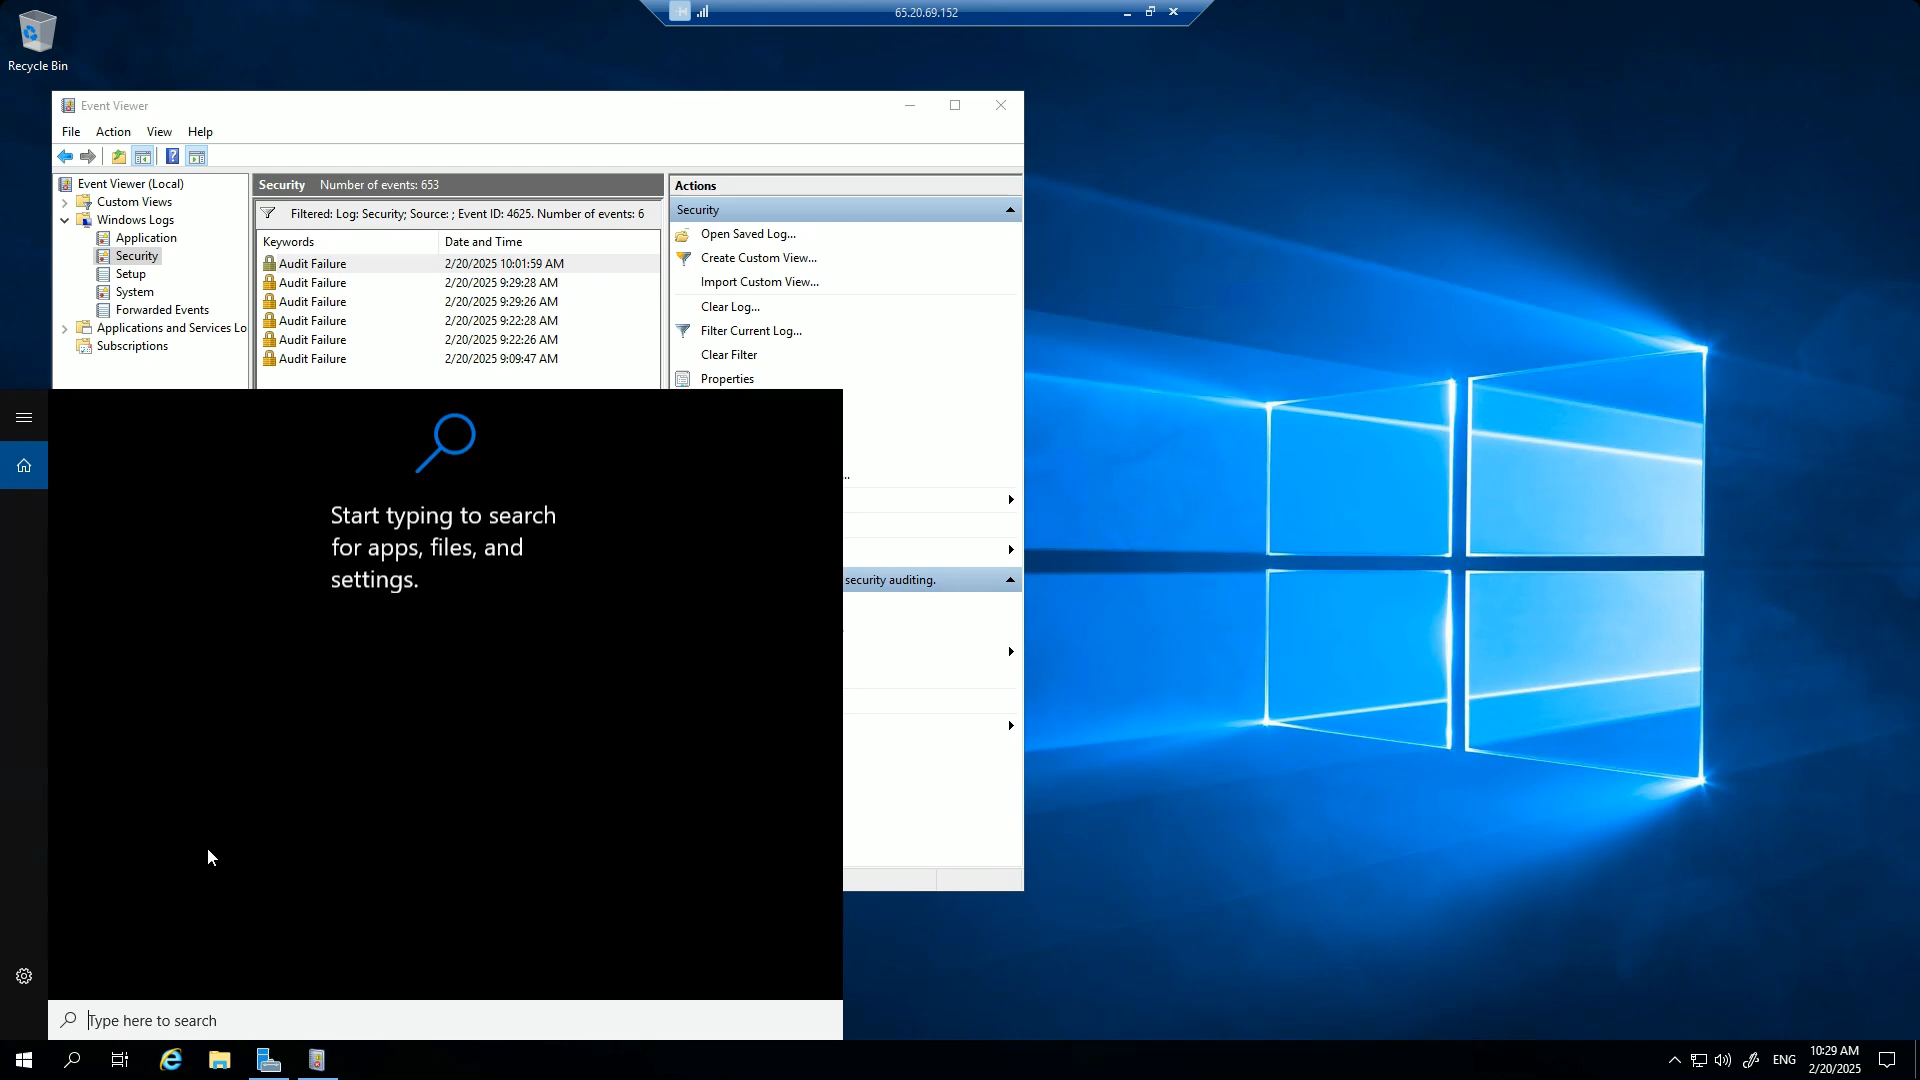 65.20.69.152
Recycle Bin
Event Viewer
File Action View Help
Event Viewer (Local)
Custom Views
Windows Logs
Application
Security
Setup
System
Forwarded Events
Applications and Services Lo
Subscriptions
Security Number of events: 653
Filtered: Log: Security; Source: ; Event ID: 4625. Number of events: 6
Keywords Date and Time
Audit Failure 2/20/2025 10:01:59 AM
Audit Failure 2/20/2025 9:29:28 AM
Audit Failure 2/20/2025 9:29:26 AM
Audit Failure 2/20/2025 9:22:28 AM
Audit Failure 2/20/2025 9:22:26 AM
Audit Failure 2/20/2025 9:09:47 AM
Actions
Security
Open Saved Log...
Create Custom View...
Import Custom View...
Clear Log...
Filter Current Log...
Clear Filter
Properties
...
security auditing.
Start typing to search
for apps, files, and
settings.
Type here to search
ENG
10:29 AM
2/20/2025